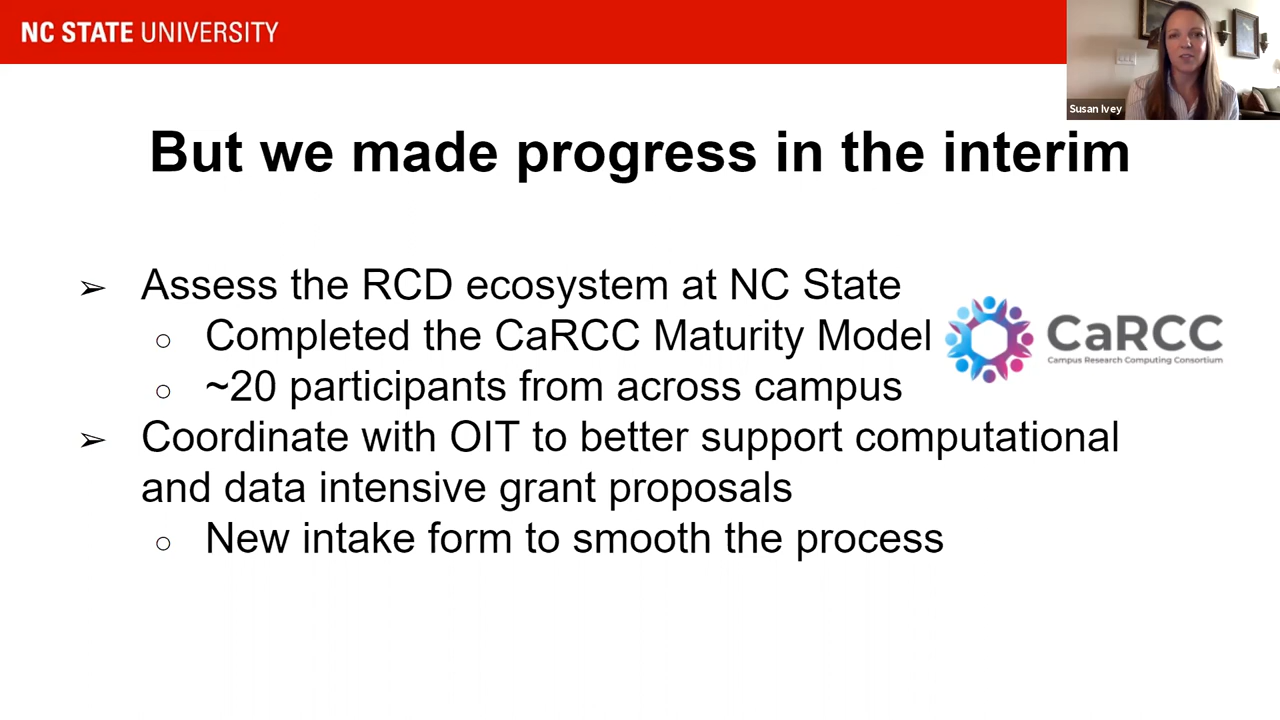 NC STATE UNIVERSITY
Susan Ivey
But we made progress in the interim
➢ Assess the RCD ecosystem at NC State
○ Completed the CaRCC Maturity Model
CaRCC
Campus Research Computing Consortium
○ ~20 participants from across campus
➢ Coordinate with OIT to better support computational
and data intensive grant proposals
○ New intake form to smooth the process